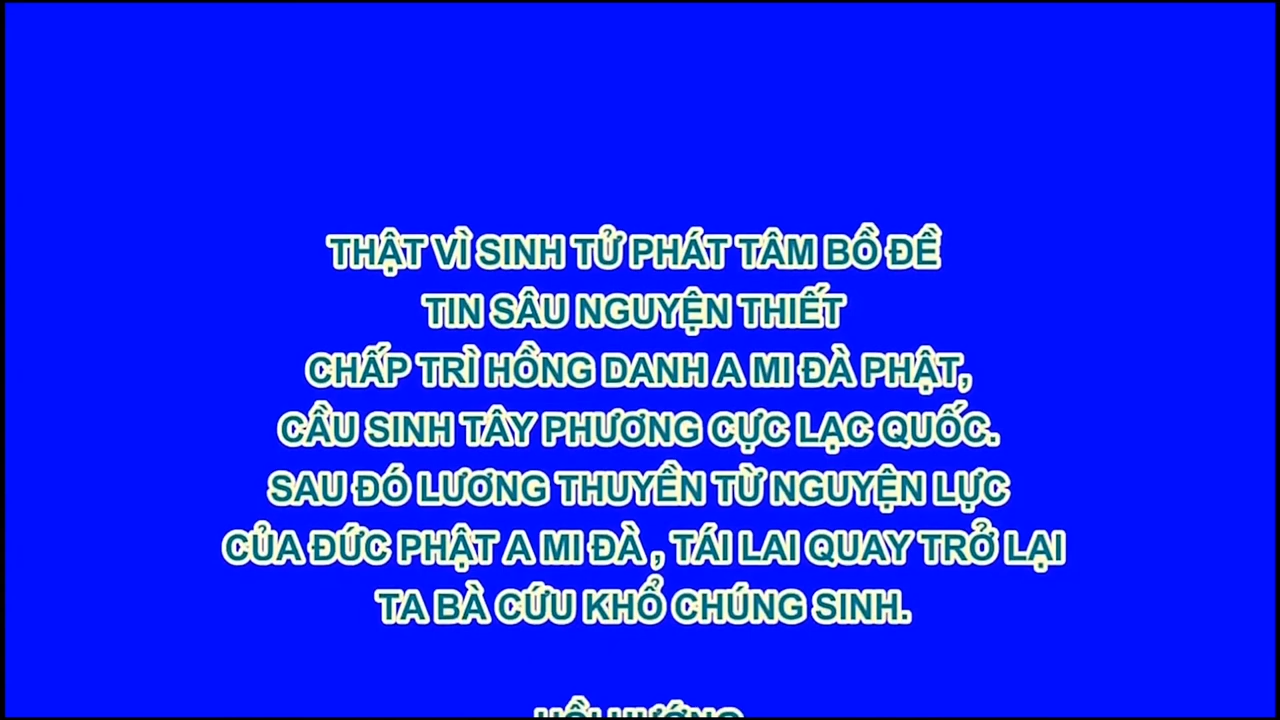 THẬT VÌ SINH TỬ PHÁT TÂM BỒ ĐỀ
TIN SÂU NGUYỆN THIẾT
CHẤP TRÌ HỒNG DANH A MI ĐÀ PHẬT,
CẦU SINH TÂY PHƯƠNG CỰC LẠC QUỐC.
SAU ĐÓ LƯƠNG THUYỀN TỪ NGUYỆN LỰC
CỦA ĐỨC PHẬT A MI ĐÀ , TÁI LAI QUAY TRỞ LẠI
TA BÀ CỨU KHỔ CHÚNG SINH.
HỒI HƯỚNG